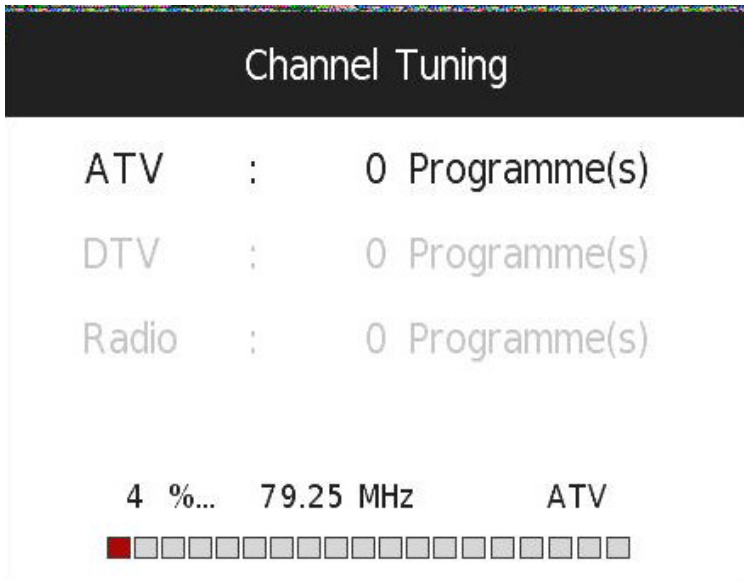 Channel Tuning
ATV : 0 Programme(s)
DTV : 0 Programme(s)
Radio : 0 Programme(s)
4 %... 79.25 MHz ATV